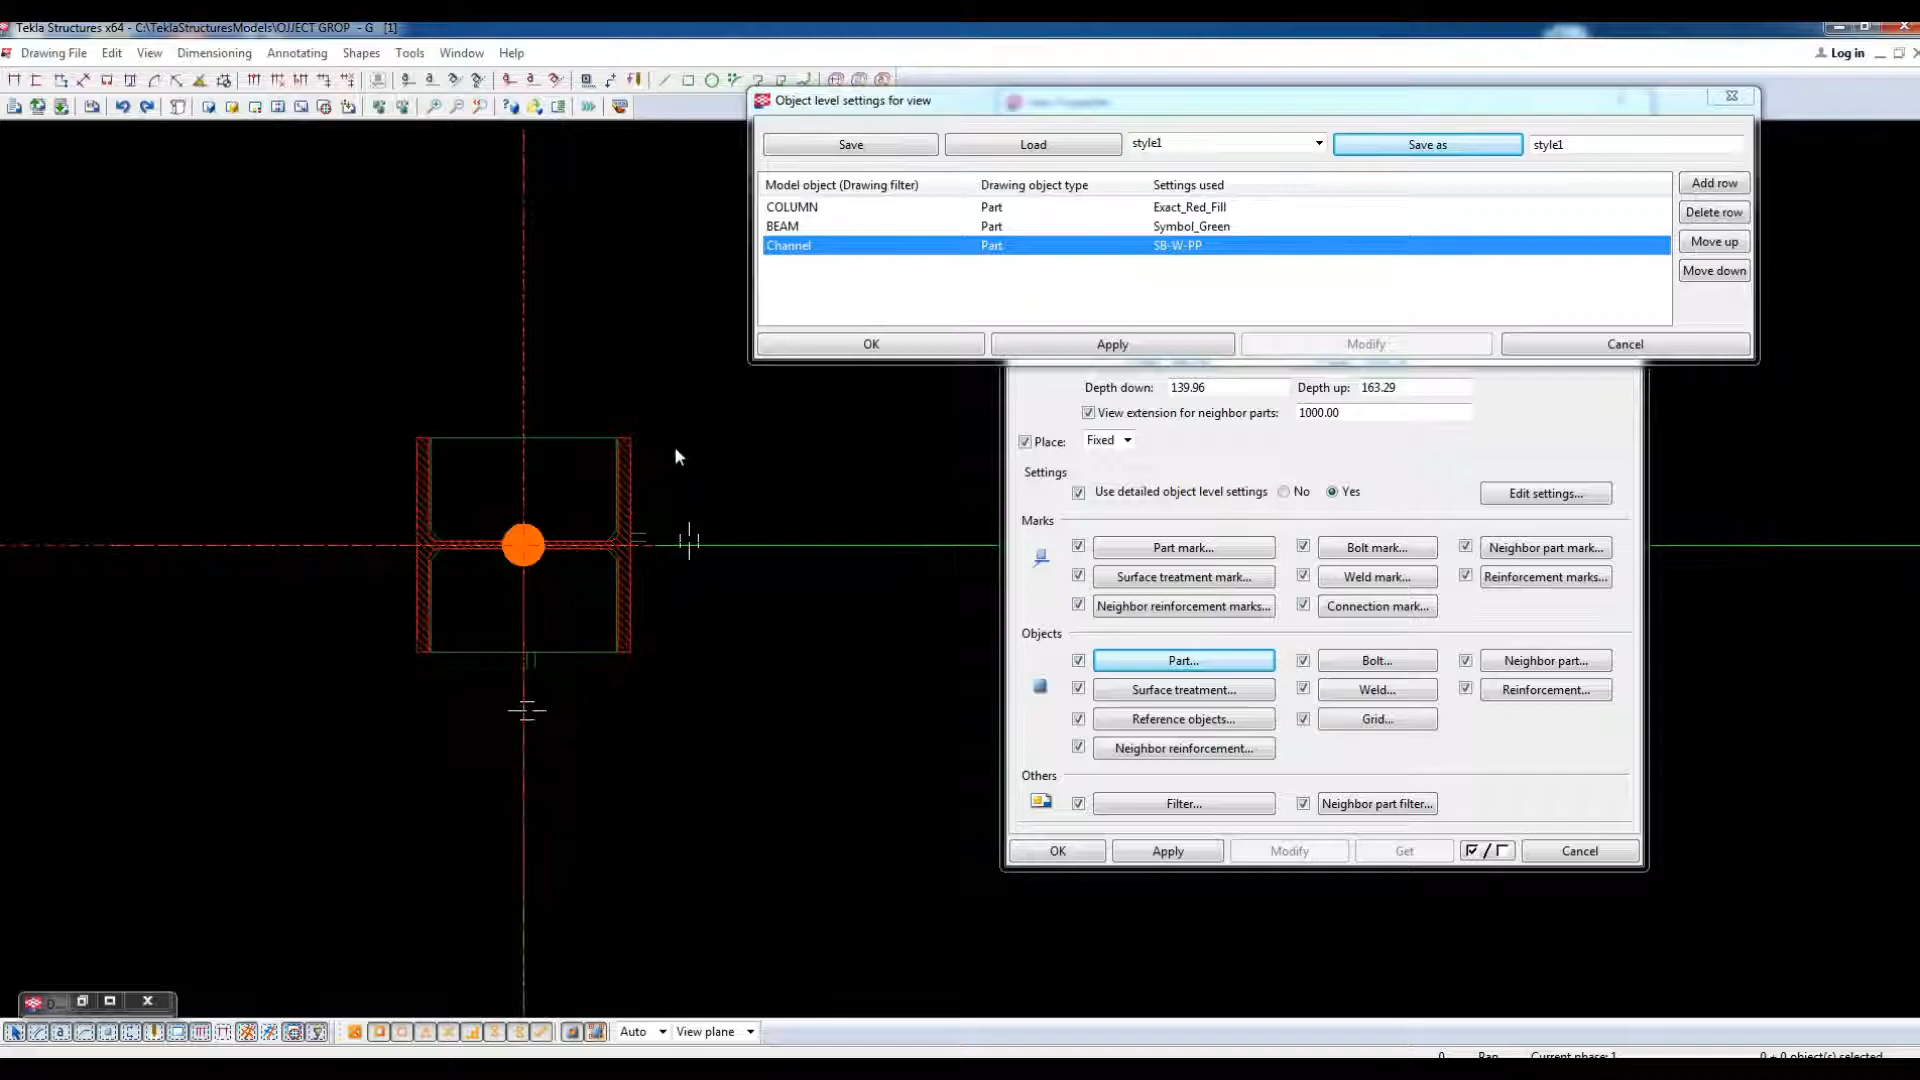 Tekla Structures x64 - C:\TeklaStructuresModels\OJJECT GROP - G [1]
Drawing File Edit View Dimensioning Annotating Shapes Tools Window Help
Log in
Object level settings for view
Save Load style1 Save as style1
Model object (Drawing filter) Drawing object type Settings used
COLUMN Part Exact_Red_Fill
BEAM Part Symbol_Green
Channel Part SB-W-PP
Add row
Delete row
Move up
Move down
OK Apply Modify Cancel
Depth down: 139.96 Depth up: 163.29
View extension for neighbor parts: 1000.00
Place: Fixed
Settings
Use detailed object level settings No Yes Edit settings...
Marks
Part mark... Bolt mark... Neighbor part mark...
Surface treatment mark... Weld mark... Reinforcement marks...
Neighbor reinforcement marks... Connection mark...
Objects
Part... Bolt... Neighbor part...
Surface treatment... Weld... Reinforcement...
Reference objects... Grid...
Neighbor reinforcement...
Others
Filter... Neighbor part filter...
OK Apply Modify Get / Cancel
D...
Auto View plane
0 Pan Current phase: 1 0 + 0 object(s) selected